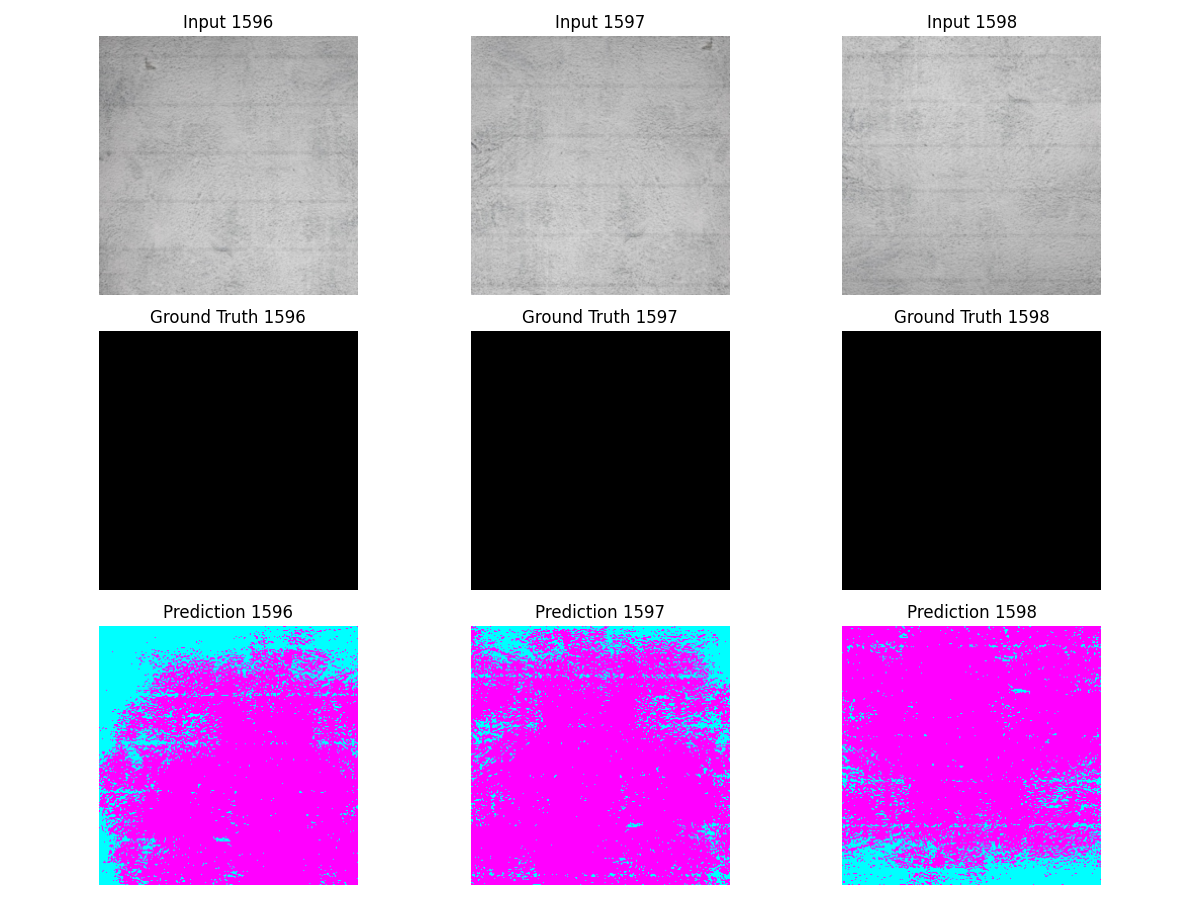 Input 1596
Input 1597
Input 1598
Ground Truth 1596
Ground Truth 1597
Ground Truth 1598
Prediction 1596
Prediction 1597
Prediction 1598